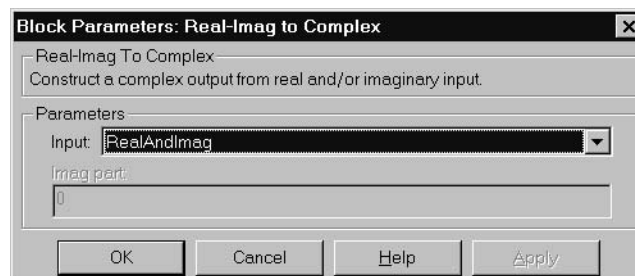 Block Parameters: Real-Imag to Complex
Real-Imag To Complex
Construct a complex output from real and/or imaginary input.
Parameters
Input: RealAndImag
Imag part:
0
OK Cancel Help Apply